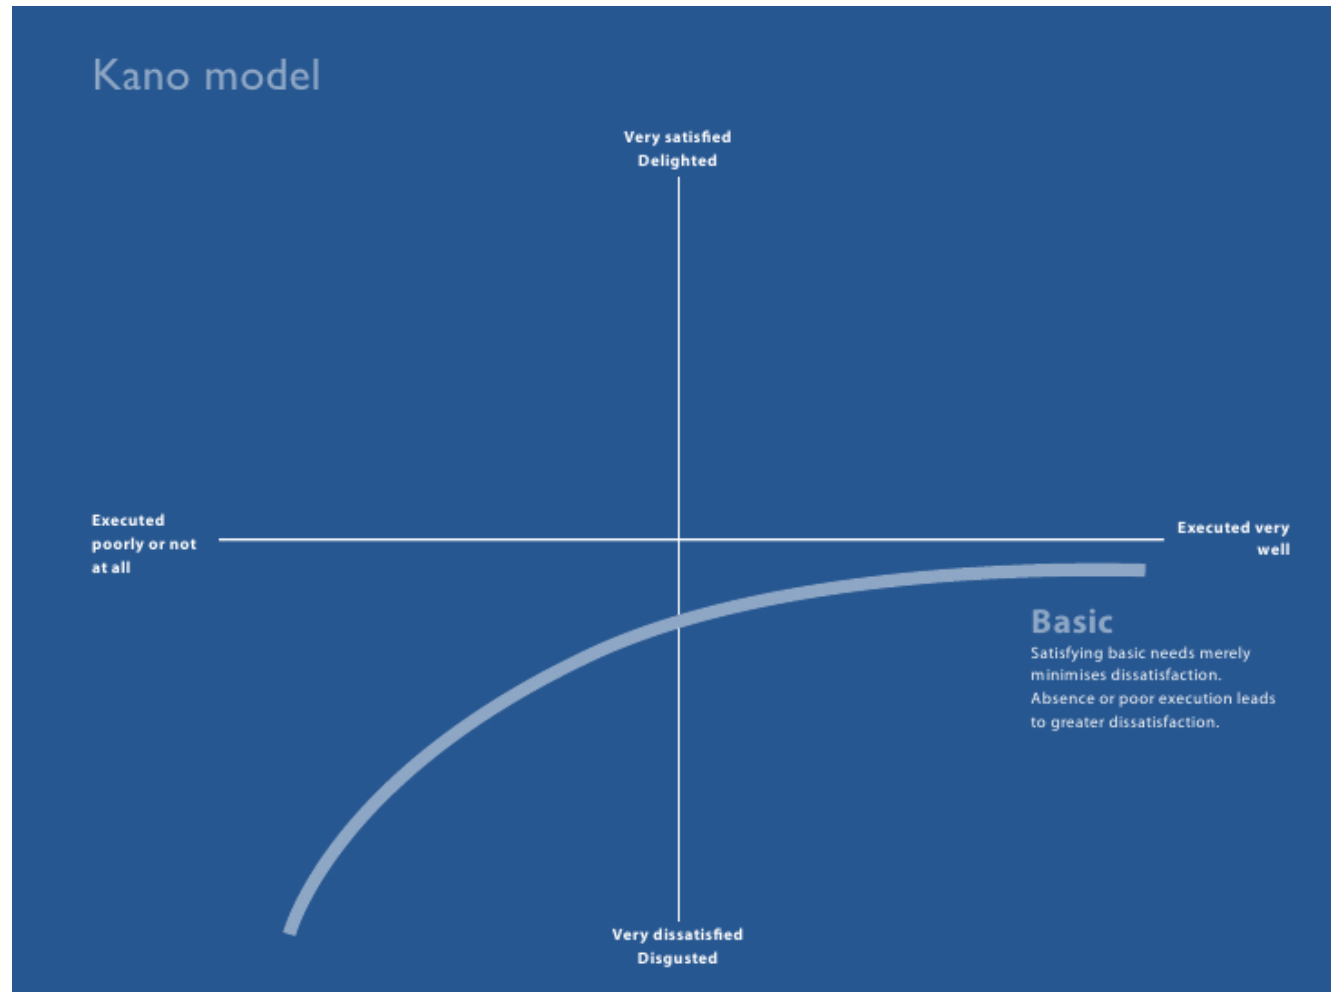 Kano model
Very satisfied
Delighted
Executed
poorly or not
at all
Executed very
well
Basic
Satisfying basic needs merely
minimises dissatisfaction.
Absence or poor execution leads
to greater dissatisfaction.
Very dissatisfied
Disgusted